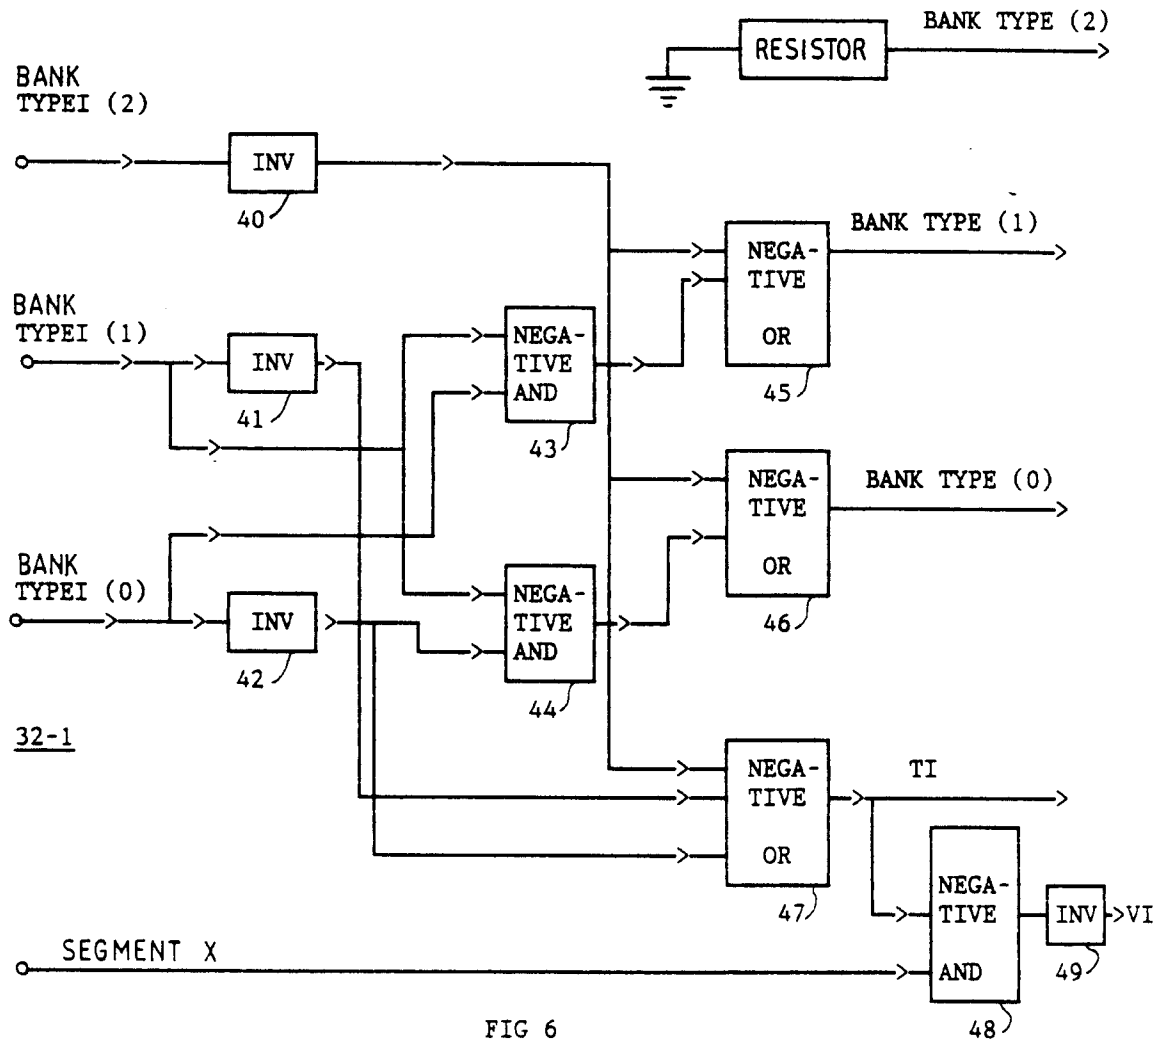 BANK TYPE (2)
RESISTOR
BANK
TYPEI (2)
INV
40
BANK TYPE (1)
NEGA-
TIVE
OR
45
BANK
TYPEI (1)
INV
41
NEGA-
TIVE
AND
43
BANK TYPE (0)
NEGA-
TIVE
OR
46
BANK
TYPEI (0)
INV
42
NEGA-
TIVE
AND
44
32-1
NEGA-
TIVE
OR
47
TI
NEGA-
TIVE
AND
48
INV
49
VI
SEGMENT X
FIG 6